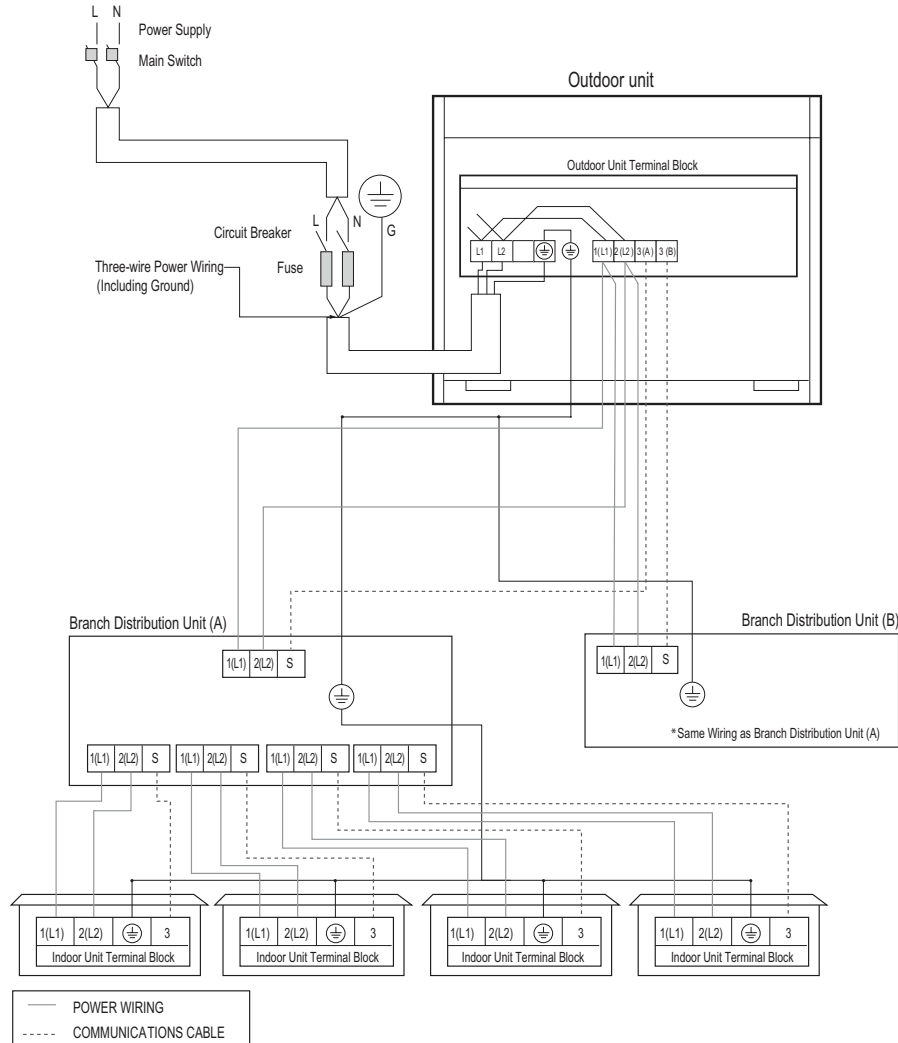 L N
Power Supply
Main Switch
Outdoor unit
Outdoor Unit Terminal Block
L N
G
Circuit Breaker
Fuse
Three-wire Power Wiring
(Including Ground)
L1 L2 1(L1) 2(L2) 3(A) 3(B)
Branch Distribution Unit (A)
Branch Distribution Unit (B)
1(L1) 2(L2) S
1(L1) 2(L2) S
*Same Wiring as Branch Distribution Unit (A)
1(L1) 2(L2) S 1(L1) 2(L2) S 1(L1) 2(L2) S 1(L1) 2(L2) S
1(L1) 2(L2) 3 1(L1) 2(L2) 3 1(L1) 2(L2) 3 1(L1) 2(L2) 3
Indoor Unit Terminal Block Indoor Unit Terminal Block Indoor Unit Terminal Block Indoor Unit Terminal Block
POWER WIRING
COMMUNICATIONS CABLE